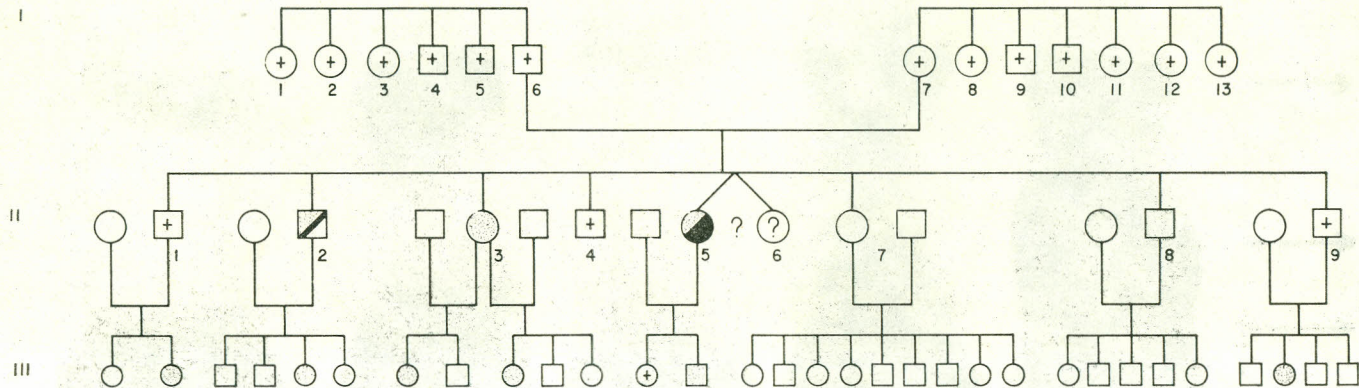 I
+ + + + + +
1 2 3 4 5 6
+ + + + + + +
7 8 9 10 11 12 13
II
+ + ? ? +
1 2 3 4 5 6 7 8 9
III
+